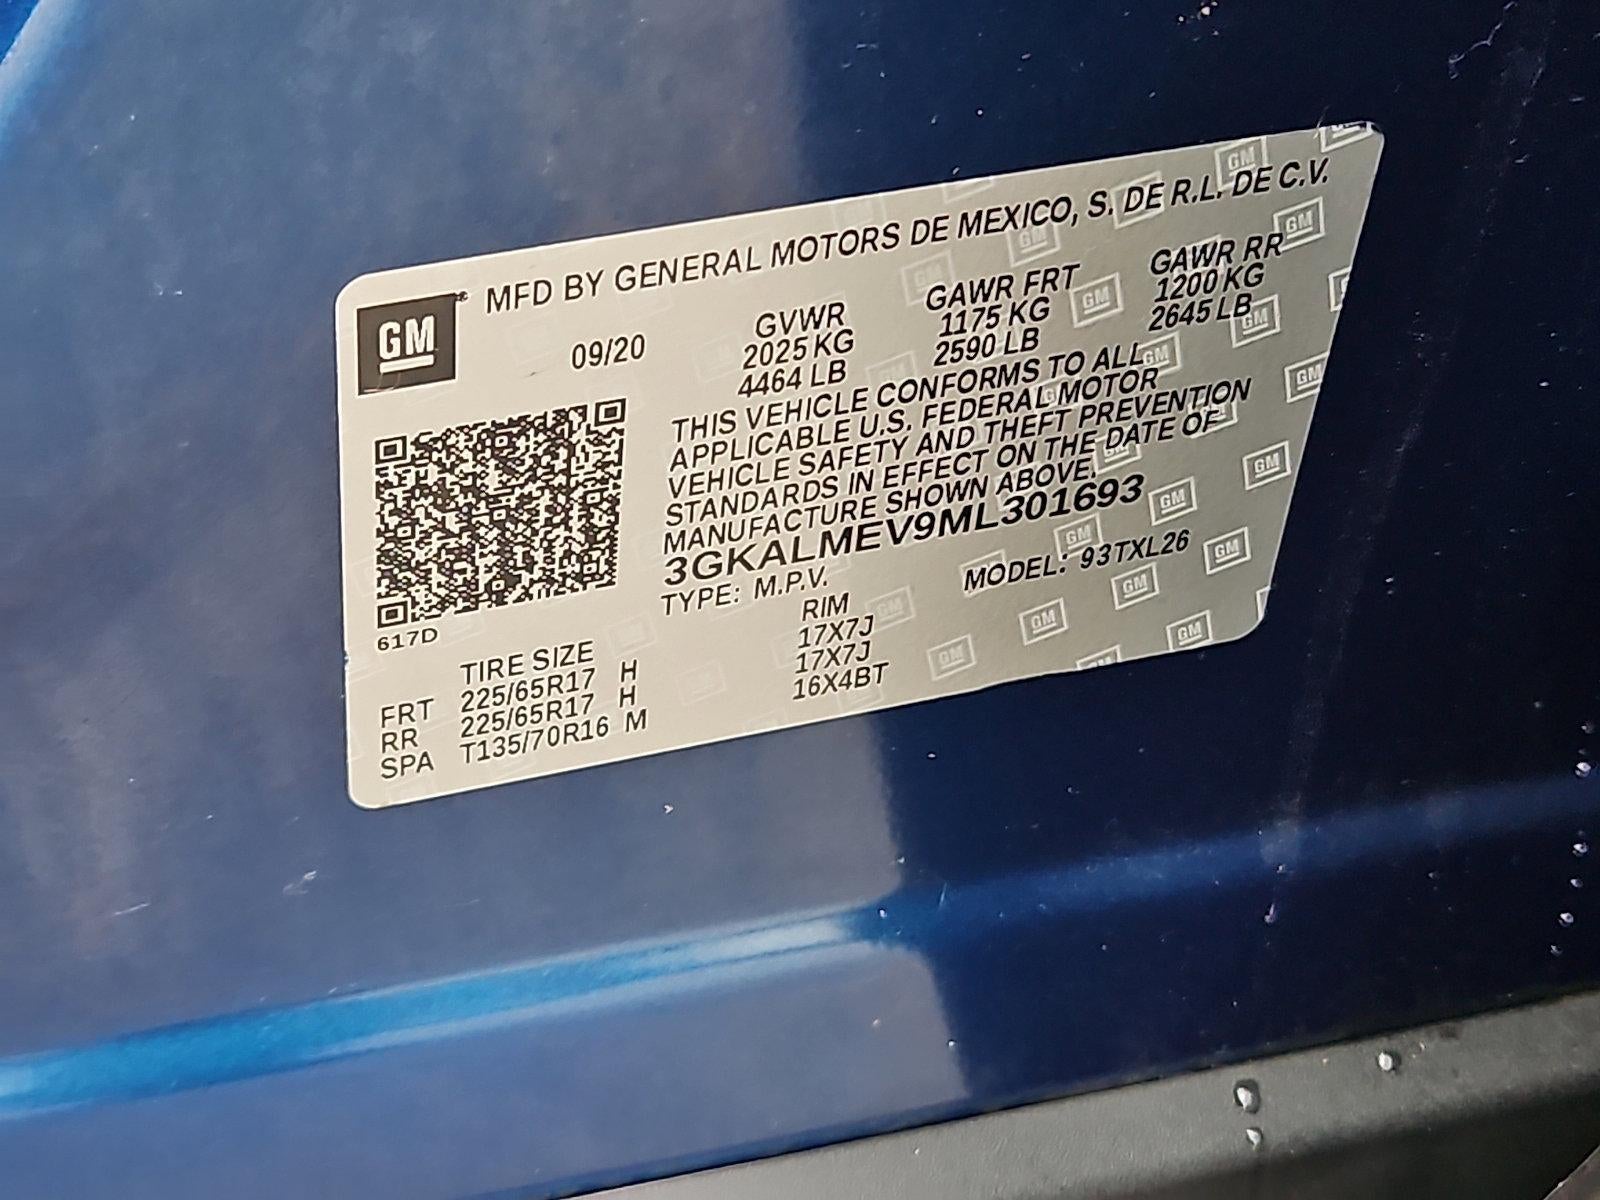 MFD BY GENERAL MOTORS DE MEXICO, S. DE R.L. DE C.V.
GM®
09/20
GVWR GAWR FRT GAWR RR
2025 KG 1175 KG 1200 KG
4464 LB 2590 LB 2645 LB
THIS VEHICLE CONFORMS TO ALL
APPLICABLE U.S. FEDERAL MOTOR
VEHICLE SAFETY AND THEFT PREVENTION
STANDARDS IN EFFECT ON THE DATE OF
MANUFACTURE SHOWN ABOVE.
3GKALMEV9ML301693
TYPE: M.P.V. MODEL: 93TXL26
617D
TIRE SIZE RIM
FRT 225/65R17 H 17X7J
RR 225/65R17 H 17X7J
SPA T135/70R16 M 16X4BT